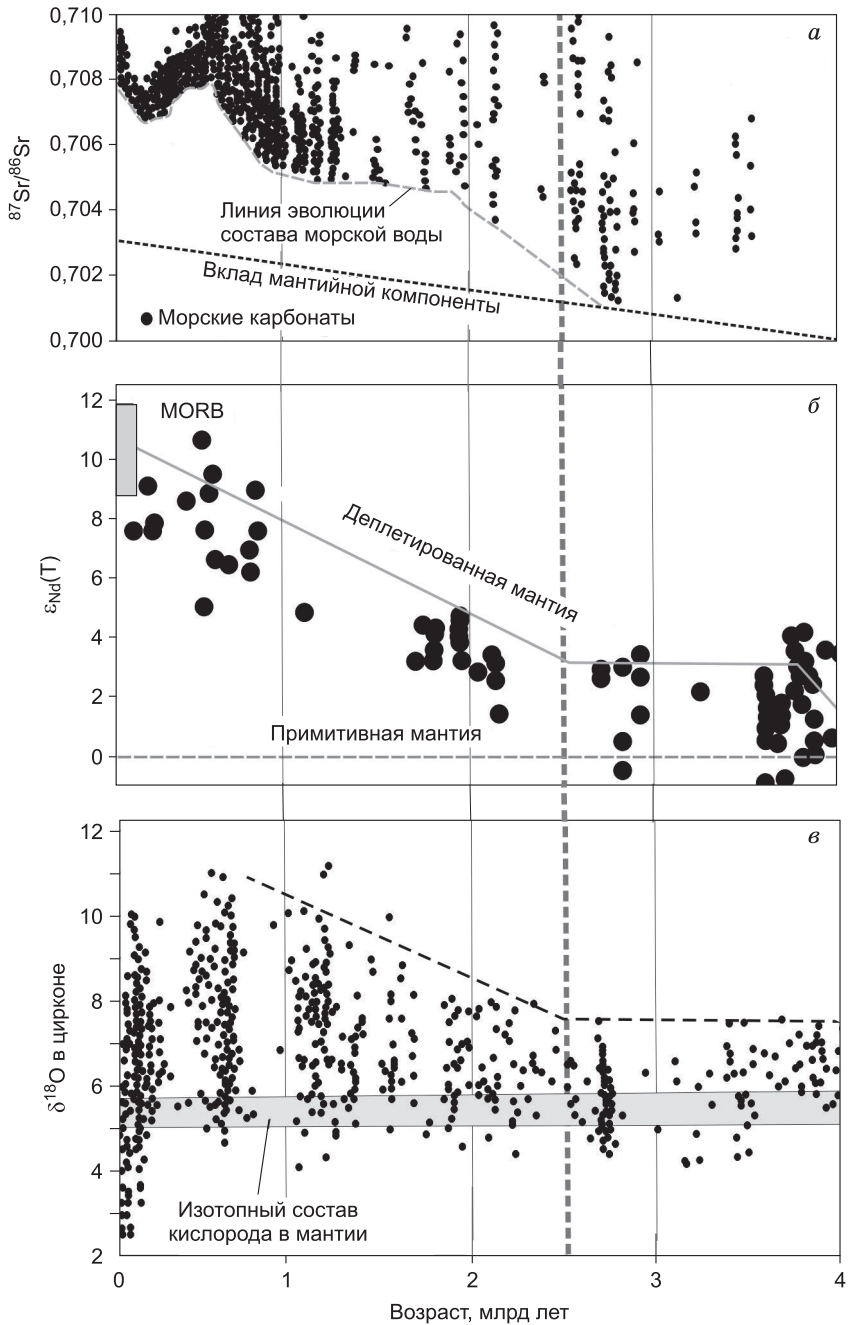 0,710
0,708
0,706
0,704
0,702
0,700
⁸⁷Sr/⁸⁶Sr
а
Линия эволюции
состава морской воды
Вклад мантийной компоненты
Морские карбонаты
12
10
8
6
4
2
0
εNd(T)
MORB
б
Деплетированная мантия
Примитивная мантия
12
10
8
6
4
2
δ¹⁸O в цирконе
в
Изотопный состав
кислорода в мантии
0
1
2
3
4
Возраст, млрд лет